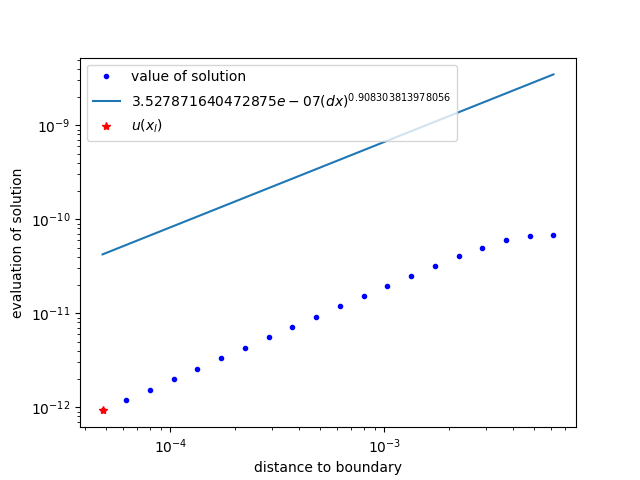 value of solution
3.527871640472875e − 07(dx)^0.908303813978056
u(x_l)
10^−9
10^−10
10^−11
10^−12
evaluation of solution
10^−4
10^−3
distance to boundary